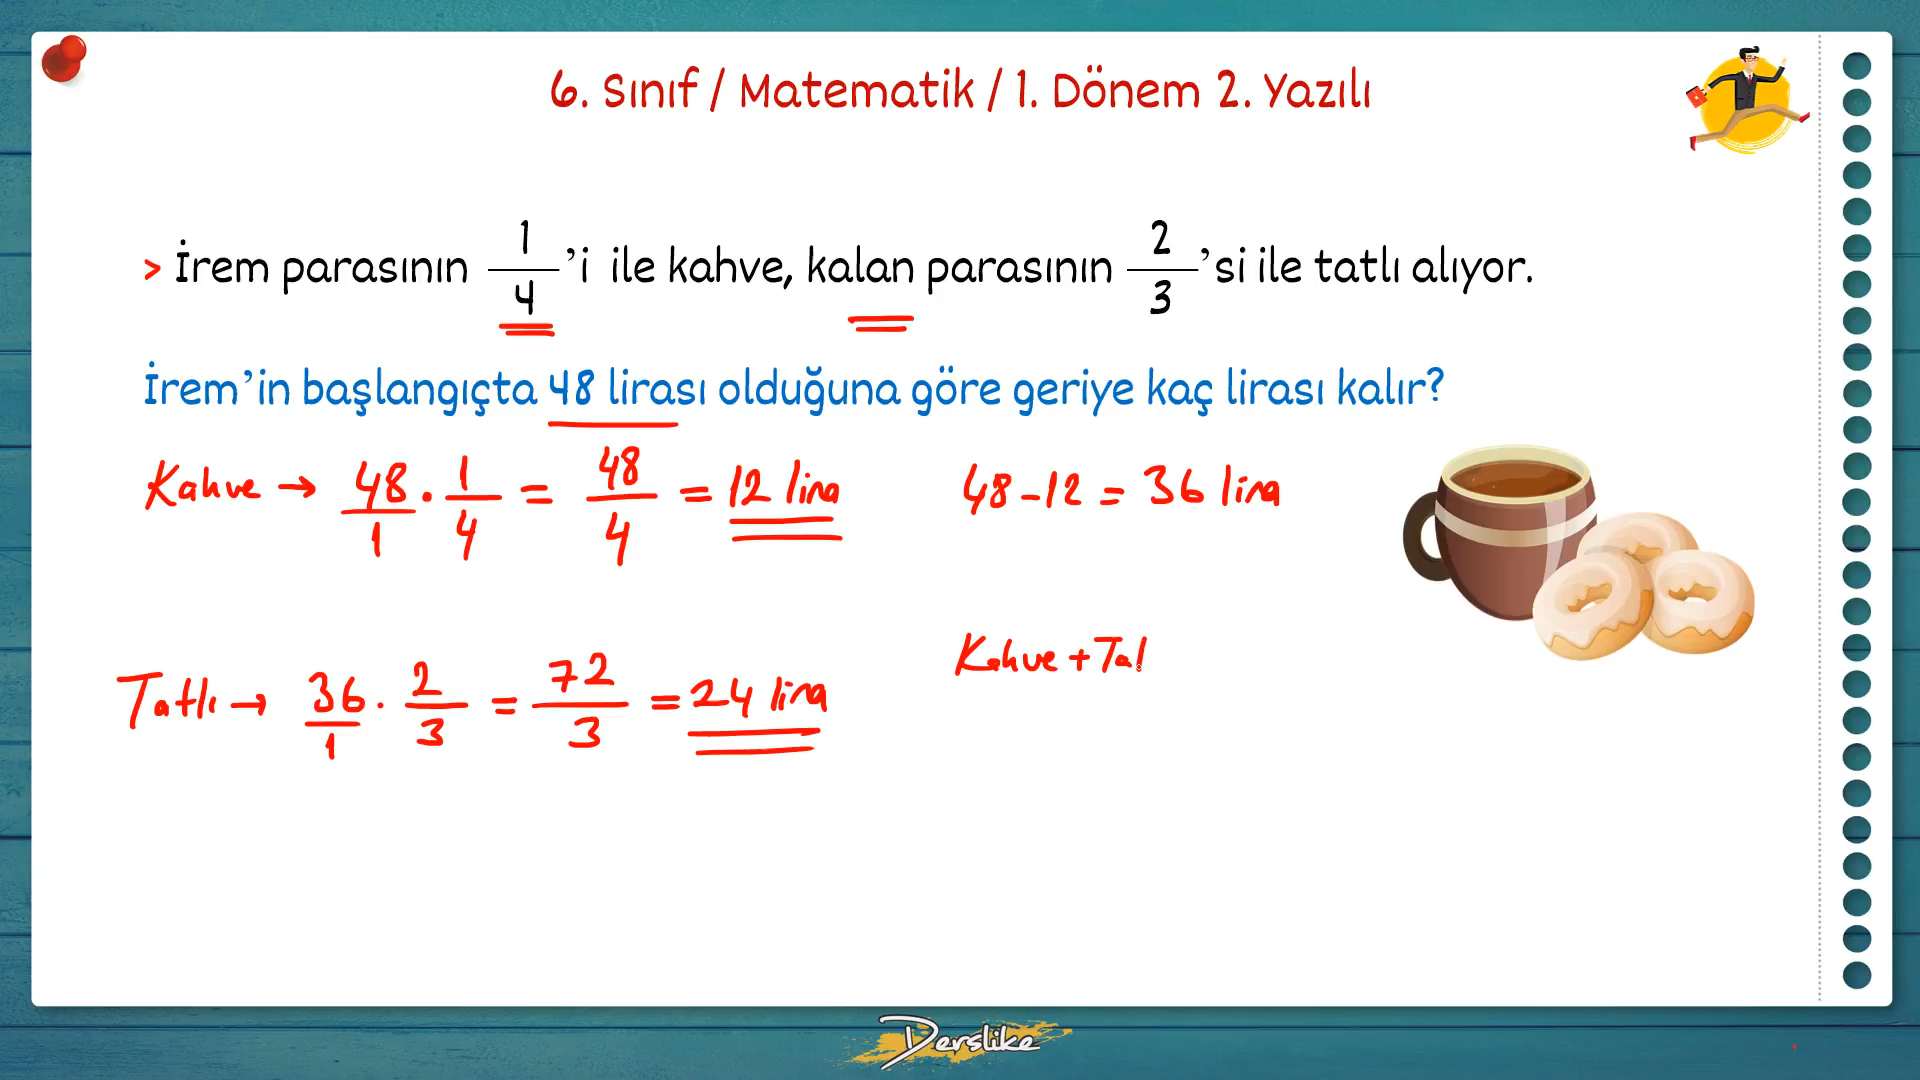 6. Sınıf / Matematik / 1. Dönem 2. Yazılı
> İrem parasının 1/4 'i ile kahve, kalan parasının 2/3 'si ile tatlı alıyor.
İrem'in başlangıçta 48 lirası olduğuna göre geriye kaç lirası kalır?
Kahve → 48/1 · 1/4 = 48/4 = 12 lira
48 - 12 = 36 lira
Tatlı → 36/1 · 2/3 = 72/3 = 24 lira
Kahve + Tal
Derslike